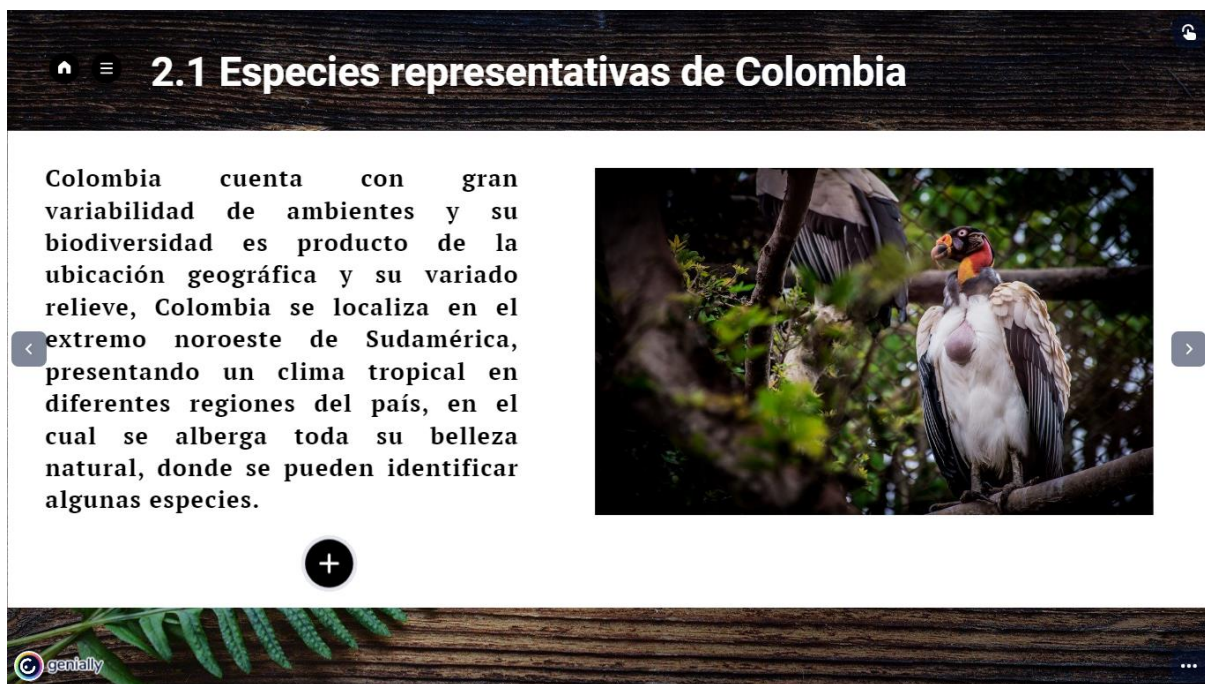 2.1 Especies representativas de Colombia
Colombia cuenta con gran
variabilidad de ambientes y su
biodiversidad es producto de la
ubicación geográfica y su variado
relieve, Colombia se localiza en el
extremo noroeste de Sudamérica,
presentando un clima tropical en
diferentes regiones del país, en el
cual se alberga toda su belleza
natural, donde se pueden identificar
algunas especies.
genially